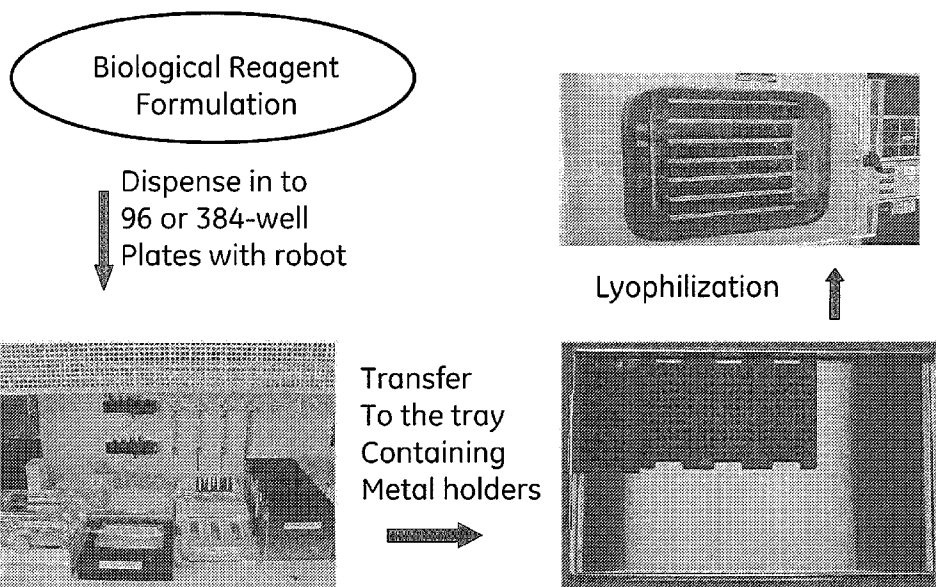 Biological Reagent
Formulation
Dispense in to
96 or 384-well
Plates with robot
Transfer
To the tray
Containing
Metal holders
Lyophilization